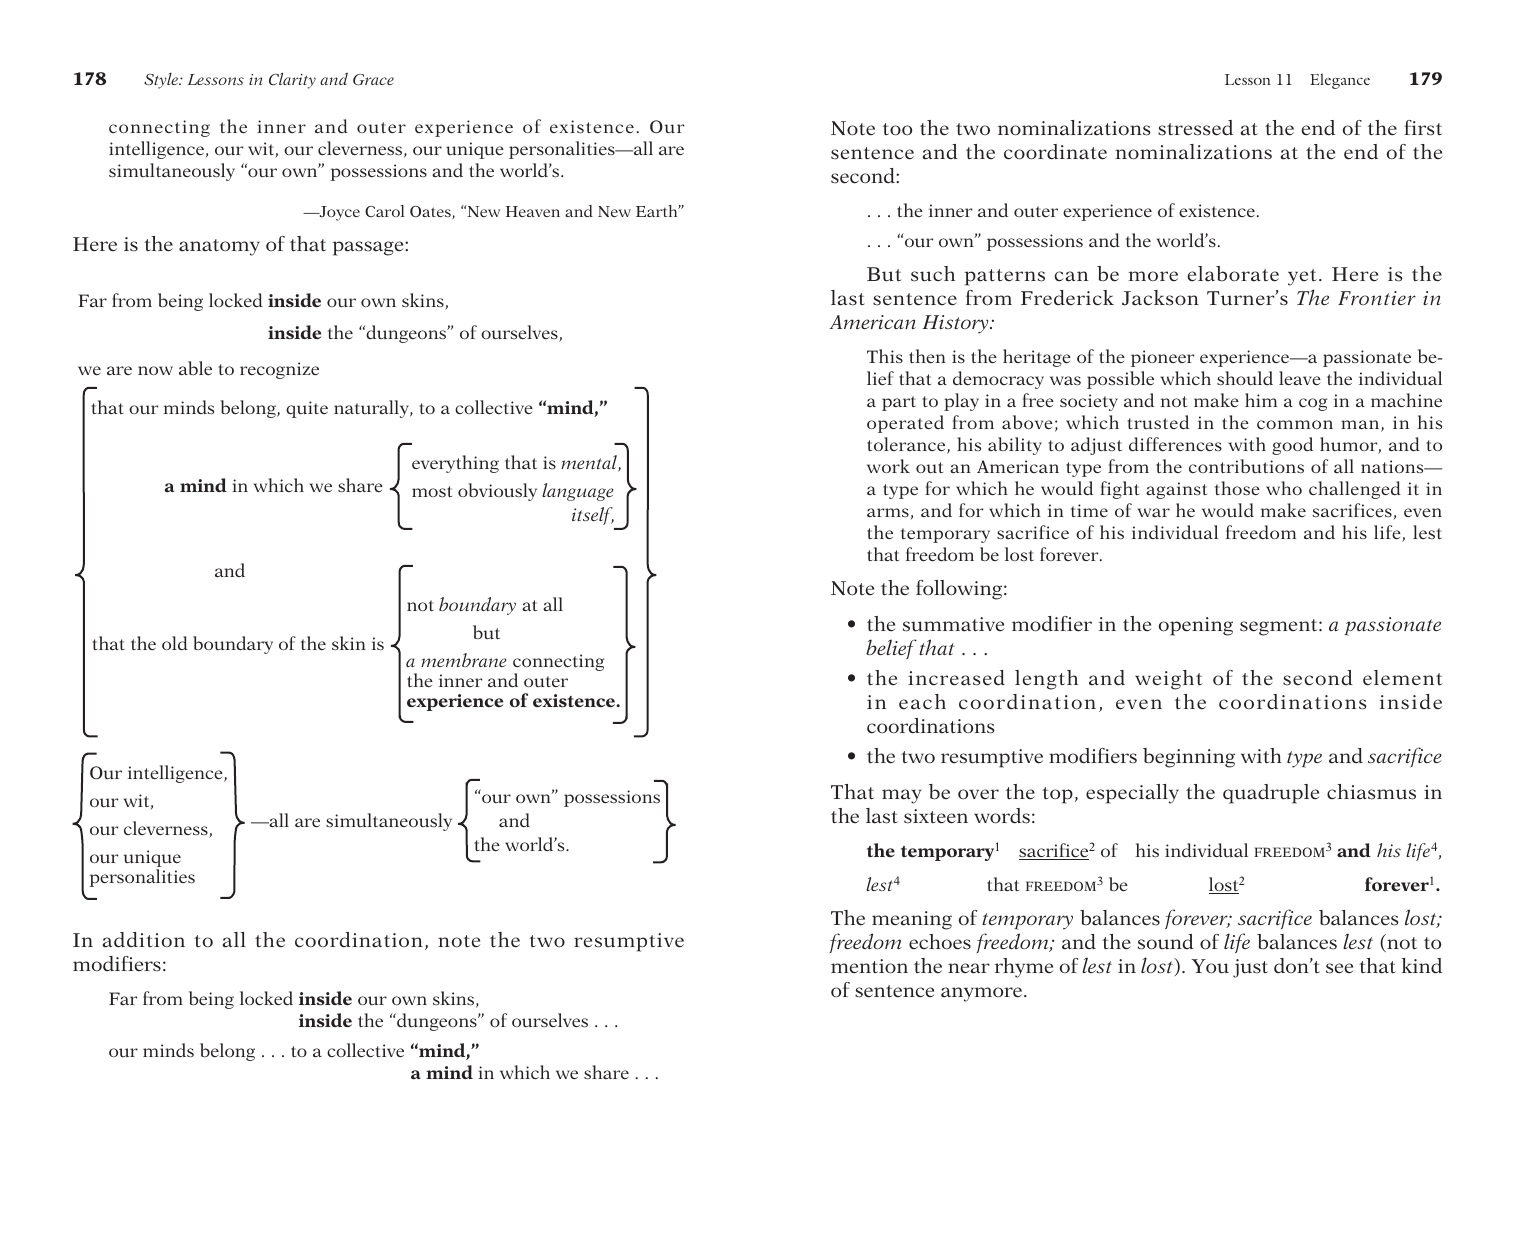 178 Style: Lessons in Clarity and Grace
connecting the inner and outer experience of existence. Our
intelligence, our wit, our cleverness, our unique personalities—all are
simultaneously “our own” possessions and the world’s.
—Joyce Carol Oates, “New Heaven and New Earth”
Here is the anatomy of that passage:
Far from being locked inside our own skins,
inside the “dungeons” of ourselves,
we are now able to recognize
that our minds belong, quite naturally, to a collective “mind,”
a mind in which we share
everything that is mental,
most obviously language
itself,
and
that the old boundary of the skin is
not boundary at all
but
a membrane connecting
the inner and outer
experience of existence.
Our intelligence,
our wit,
our cleverness,
our unique
personalities
—all are simultaneously
“our own” possessions
and
the world’s.
In addition to all the coordination, note the two resumptive
modifiers:
Far from being locked inside our own skins,
inside the “dungeons” of ourselves . . .
our minds belong . . . to a collective “mind,”
a mind in which we share . . .
Lesson 11 Elegance 179
Note too the two nominalizations stressed at the end of the first
sentence and the coordinate nominalizations at the end of the
second:
. . . the inner and outer experience of existence.
. . . “our own” possessions and the world’s.
But such patterns can be more elaborate yet. Here is the
last sentence from Frederick Jackson Turner’s The Frontier in
American History:
This then is the heritage of the pioneer experience—a passionate be-
lief that a democracy was possible which should leave the individual
a part to play in a free society and not make him a cog in a machine
operated from above; which trusted in the common man, in his
tolerance, his ability to adjust differences with good humor, and to
work out an American type from the contributions of all nations—
a type for which he would fight against those who challenged it in
arms, and for which in time of war he would make sacrifices, even
the temporary sacrifice of his individual freedom and his life, lest
that freedom be lost forever.
Note the following:
• the summative modifier in the opening segment: a passionate
belief that . . .
• the increased length and weight of the second element
in each coordination, even the coordinations inside
coordinations
• the two resumptive modifiers beginning with type and sacrifice
That may be over the top, especially the quadruple chiasmus in
the last sixteen words:
the temporary¹ sacrifice² of his individual FREEDOM³ and his life⁴,
lest⁴ that FREEDOM³ be lost² forever¹.
The meaning of temporary balances forever; sacrifice balances lost;
freedom echoes freedom; and the sound of life balances lest (not to
mention the near rhyme of lest in lost). You just don’t see that kind
of sentence anymore.